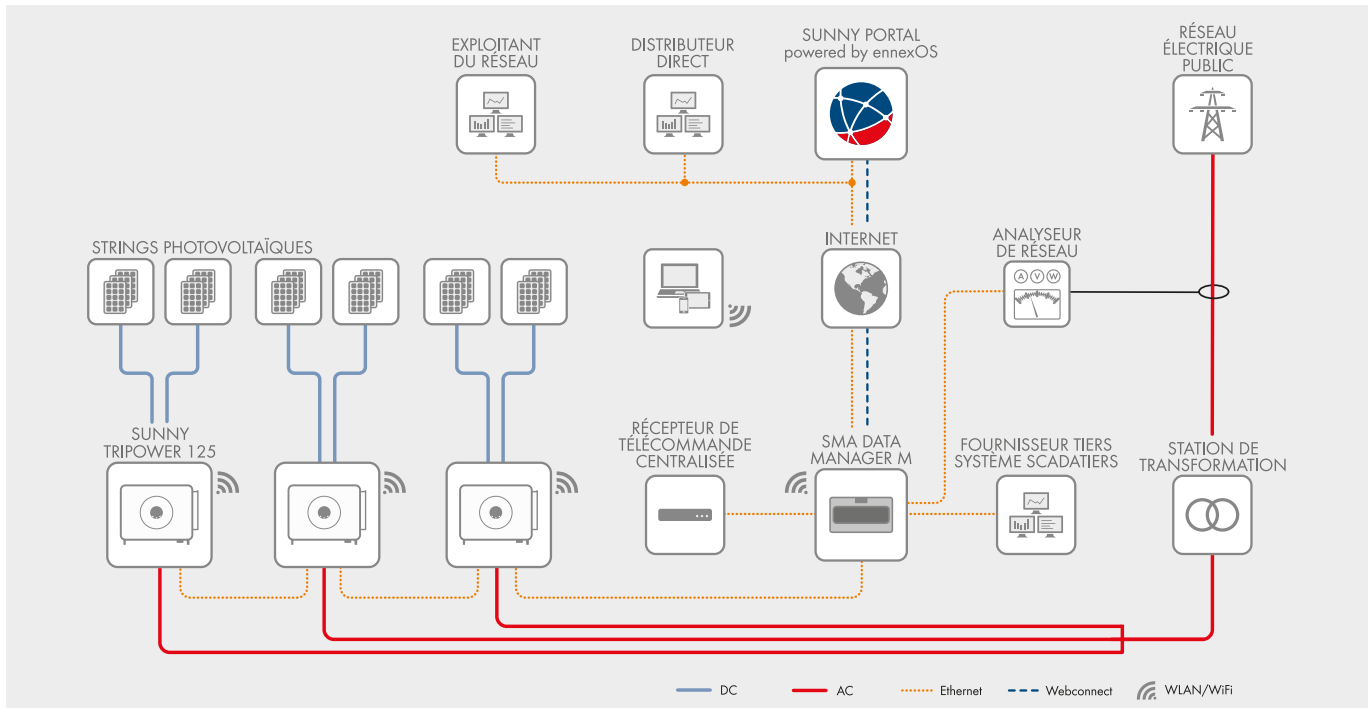 EXPLOITANT
DU RÉSEAU
DISTRIBUTEUR
DIRECT
SUNNY PORTAL
powered by ennexOS
RÉSEAU
ÉLECTRIQUE
PUBLIC
STRINGS PHOTOVOLTAÏQUES
INTERNET
ANALYSEUR
DE RÉSEAU
A V W
SUNNY
TRIPOWER 125
RÉCEPTEUR DE
TÉLÉCOMMANDE
CENTRALISÉE
SMA DATA
MANAGER M
FOURNISSEUR TIERS
SYSTÈME SCADATIERS
STATION DE
TRANSFORMATION
DC
AC
Ethernet
Webconnect
WLAN/WiFi